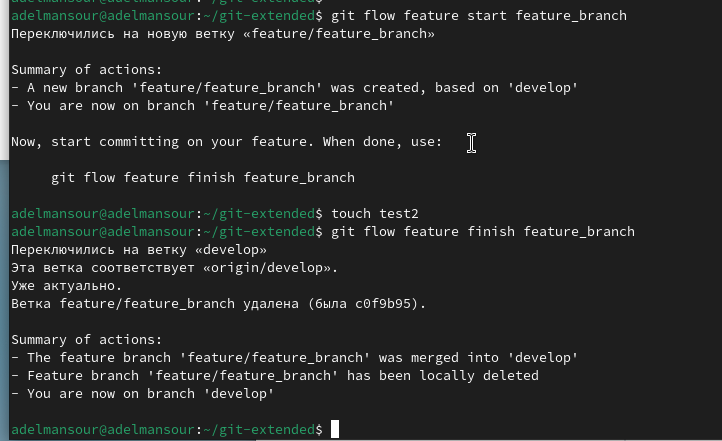 adelmansour@adelmansour:~/git-extended$ git flow feature start feature_branch
Переключились на новую ветку «feature/feature_branch»
Summary of actions:
- A new branch 'feature/feature_branch' was created, based on 'develop'
- You are now on branch 'feature/feature_branch'
Now, start committing on your feature. When done, use:
git flow feature finish feature_branch
adelmansour@adelmansour:~/git-extended$ touch test2
adelmansour@adelmansour:~/git-extended$ git flow feature finish feature_branch
Переключились на ветку «develop»
Эта ветка соответствует «origin/develop».
Уже актуально.
Ветка feature/feature_branch удалена (была c0f9b95).
Summary of actions:
- The feature branch 'feature/feature_branch' was merged into 'develop'
- Feature branch 'feature/feature_branch' has been locally deleted
- You are now on branch 'develop'
adelmansour@adelmansour:~/git-extended$